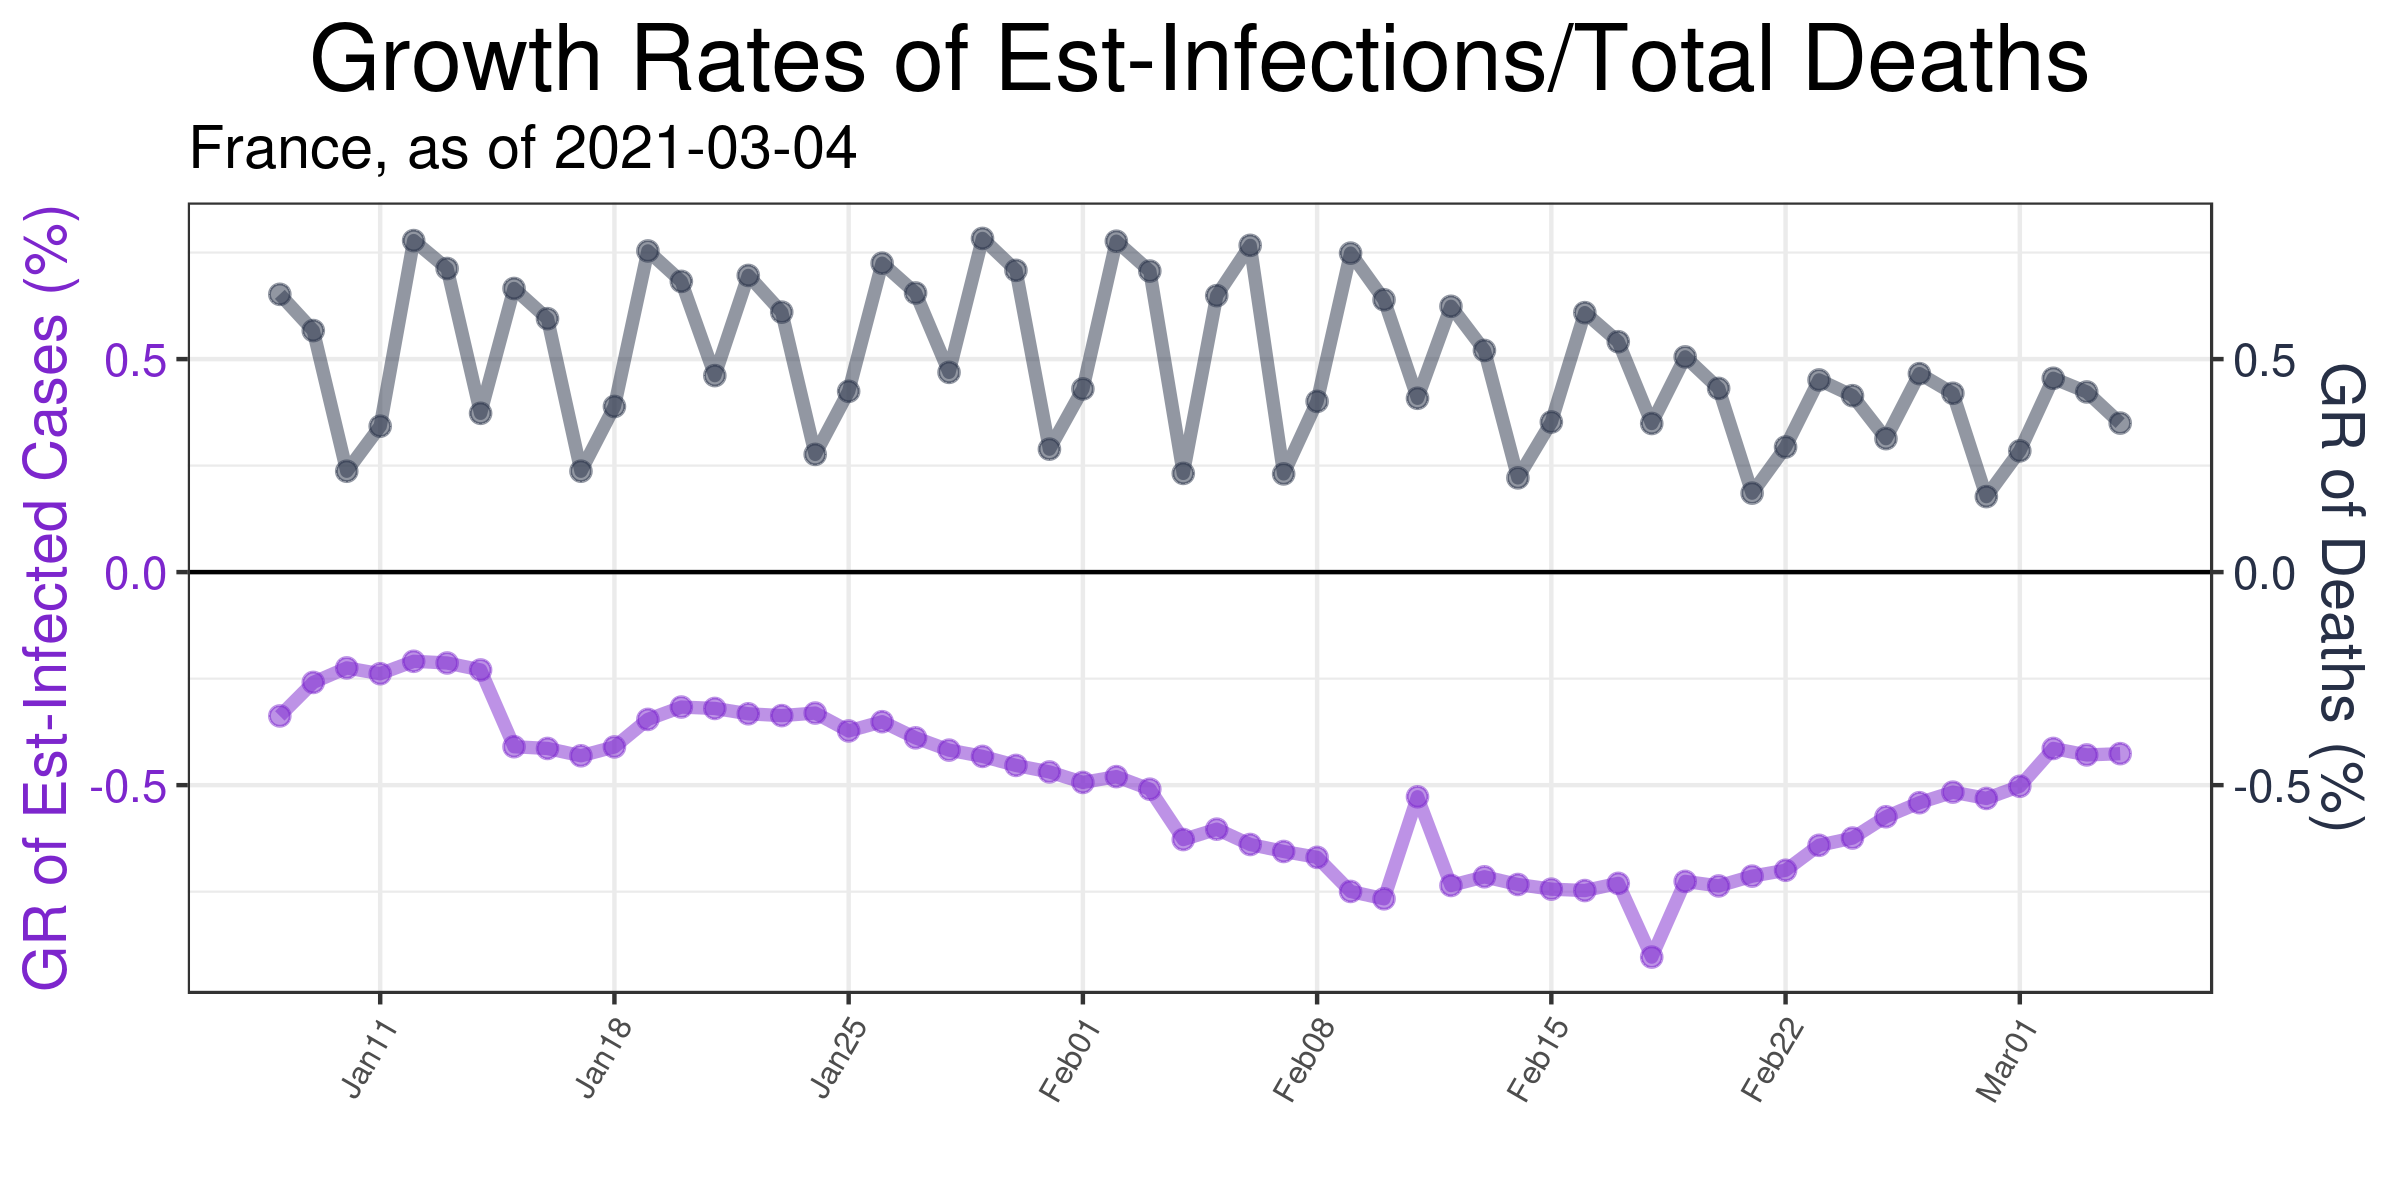 Growth Rates of Est-Infections/Total Deaths
France, as of 2021-03-04
GR of Est-Infected Cases (%)
0.5
0.0
-0.5
0.5
0.0
-0.5
GR of Deaths (%)
Jan11
Jan18
Jan25
Feb01
Feb08
Feb15
Feb22
Mar01